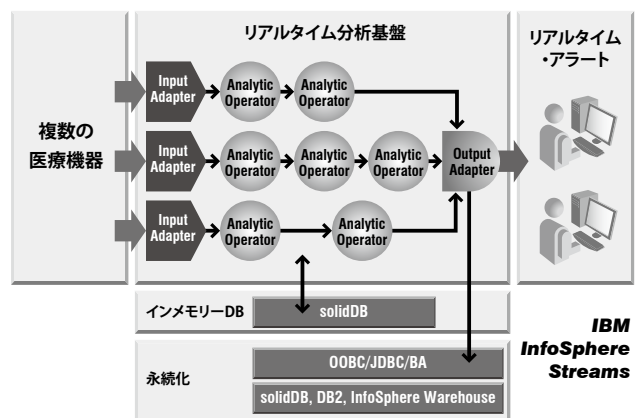 リアルタイム分析基盤
リアルタイム
・アラート
複数の
医療機器
Input
Adapter
Analytic
Operator
Analytic
Operator
Input
Adapter
Analytic
Operator
Analytic
Operator
Analytic
Operator
Output
Adapter
Input
Adapter
Analytic
Operator
Analytic
Operator
インメモリーDB
solidDB
永続化
OOBC/JDBC/BA
solidDB, DB2, InfoSphere Warehouse
IBM
InfoSphere
Streams